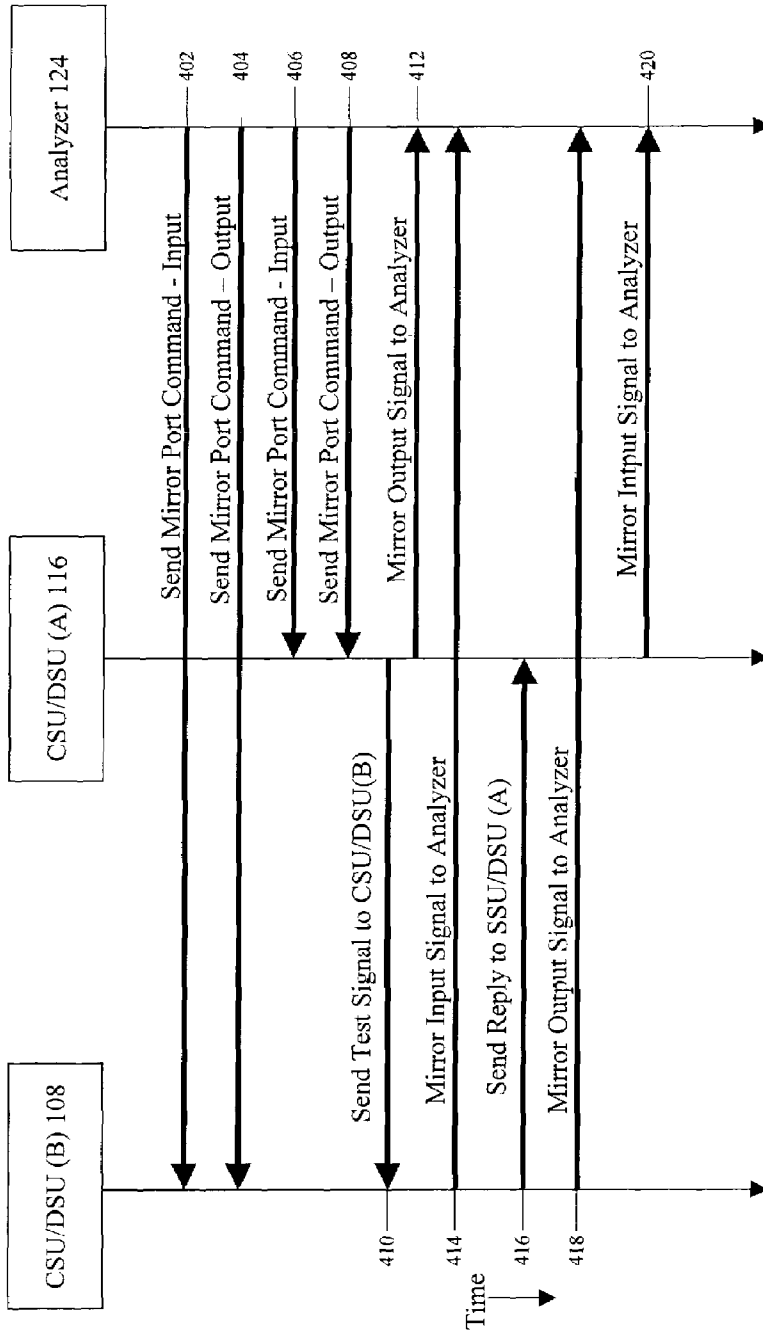 CSU/DSU (B) 108
CSU/DSU (A) 116
Analyzer 124
Send Mirror Port Command - Input
402
Send Mirror Port Command – Output
404
Send Mirror Port Command - Input
406
Send Mirror Port Command – Output
408
410
Send Test Signal to CSU/DSU(B)
Mirror Output Signal to Analyzer
412
414
Mirror Input Signal to Analyzer
416
Send Reply to SSU/DSU (A)
418
Mirror Output Signal to Analyzer
Mirror Intput Signal to Analyzer
420
Time